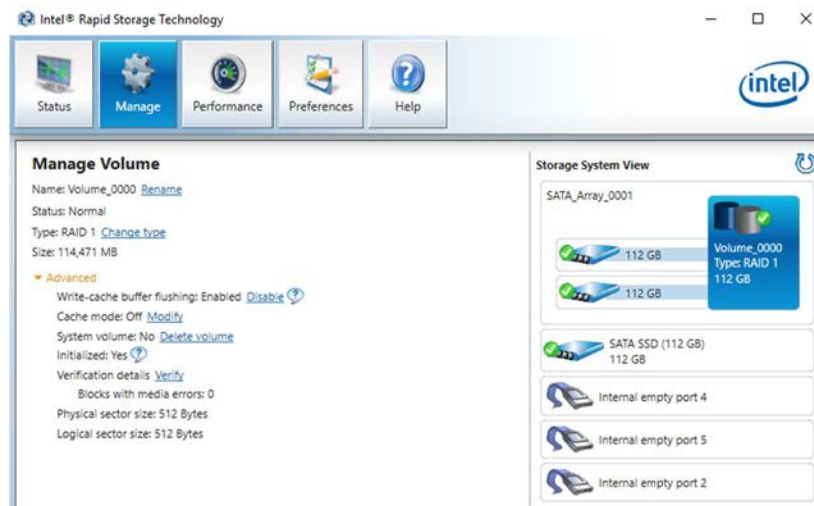 Intel® Rapid Storage Technology
Status
Manage
Performance
Preferences
Help
intel
Manage Volume
Name: Volume_0000 Rename
Status: Normal
Type: RAID 1 Change type
Size: 114,471 MB
Advanced
Write-cache buffer flushing: Enabled Disable ?
Cache mode: Off Modify
System volume: No Delete volume
Initialized: Yes ?
Verification details Verify
Blocks with media errors: 0
Physical sector size: 512 Bytes
Logical sector size: 512 Bytes
Storage System View
SATA_Array_0001
112 GB
112 GB
Volume_0000
Type: RAID 1
112 GB
SATA SSD (112 GB)
112 GB
Internal empty port 4
Internal empty port 5
Internal empty port 2